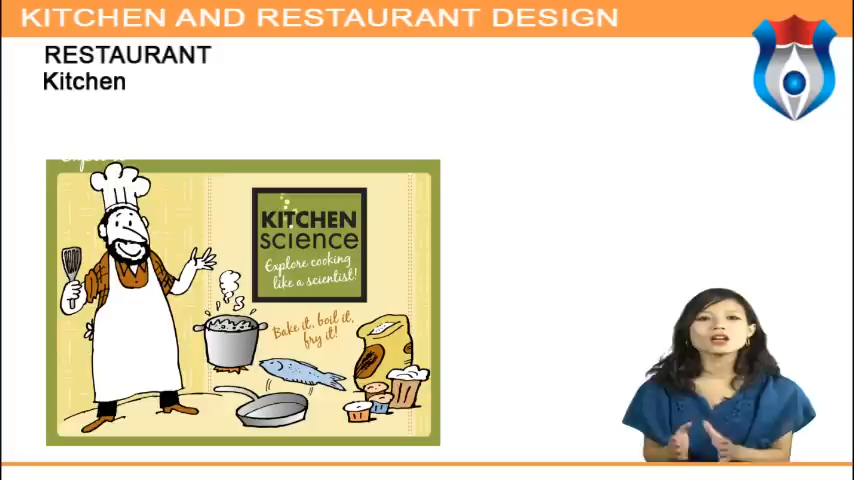 KITCHEN AND RESTAURANT DESIGN
RESTAURANT
Kitchen
KITCHEN
science
Explore cooking
like a scientist!
Bake it, boil it,
fry it!